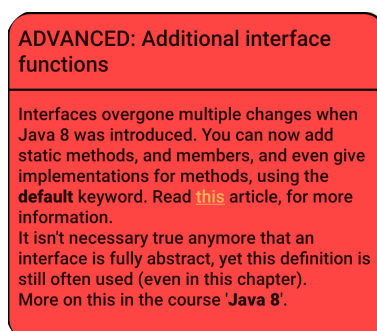 ADVANCED: Additional interface
functions
Interfaces overgone multiple changes when
Java 8 was introduced. You can now add
static methods, and members, and even give
implementations for methods, using the
default keyword. Read this article, for more
information.
It isn't necessary true anymore that an
interface is fully abstract, yet this definition is
still often used (even in this chapter).
More on this in the course 'Java 8'.